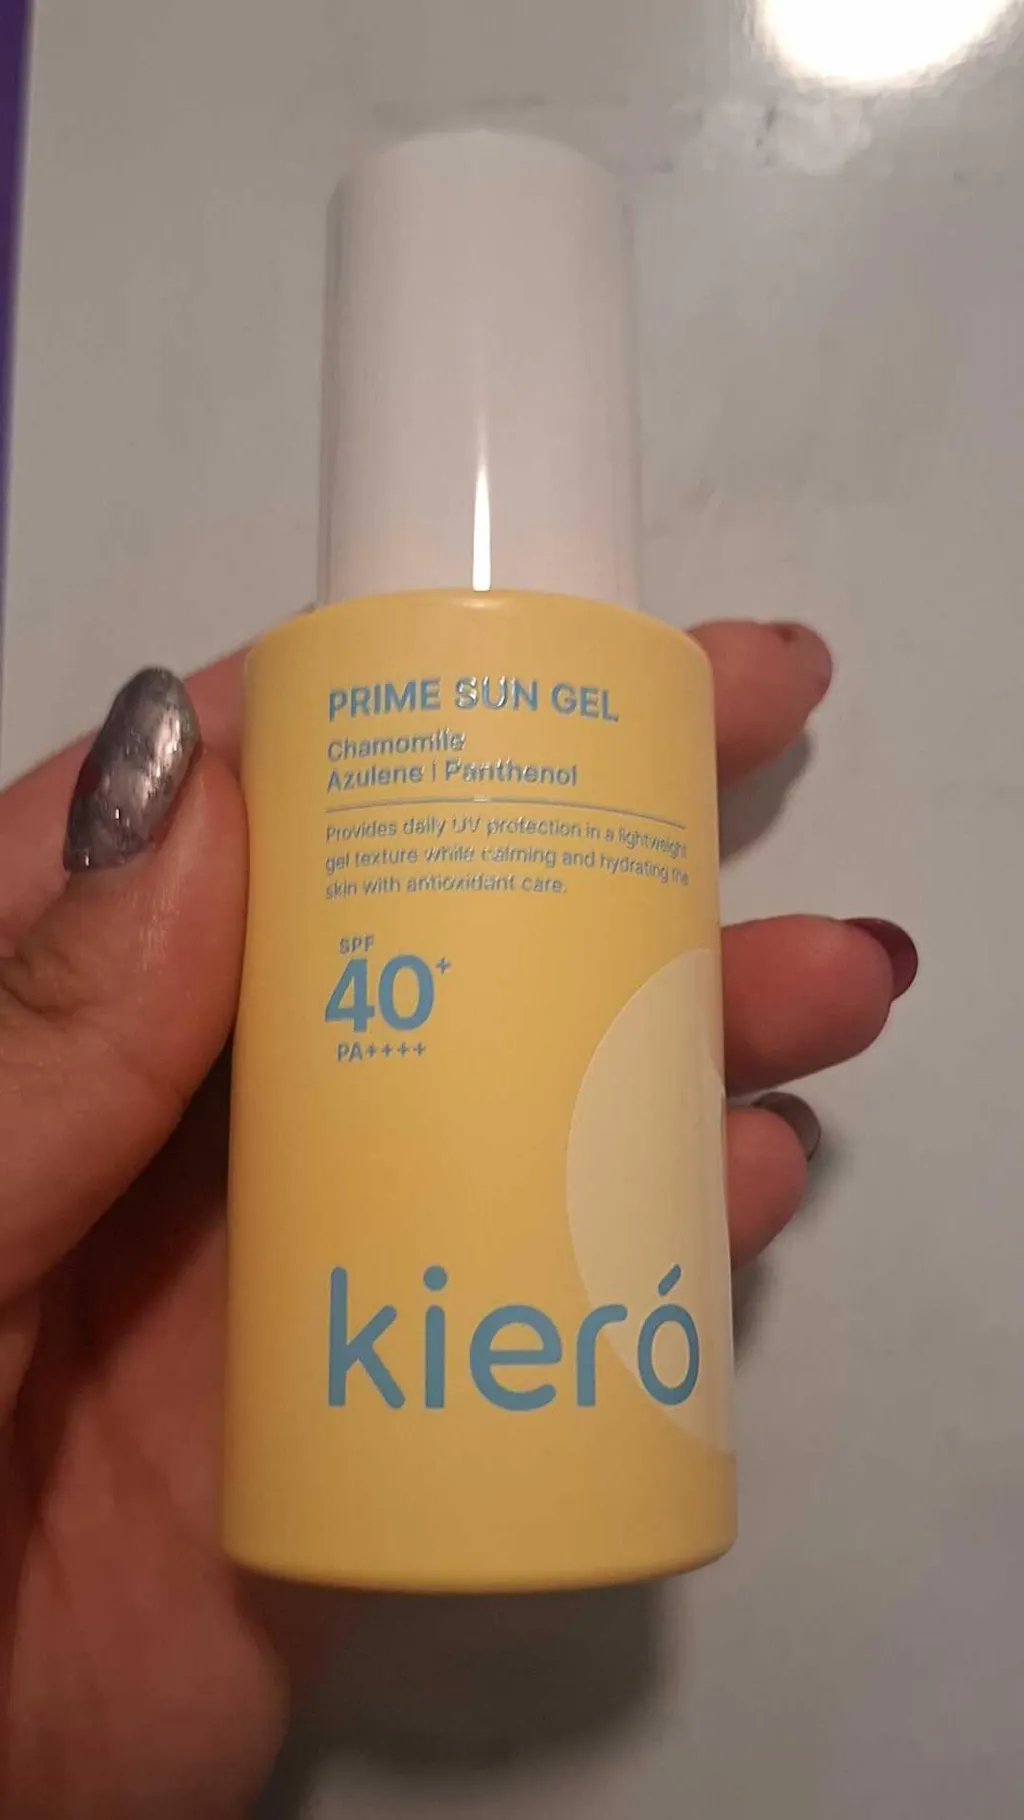 PRIME SUN GEL
Chamomile
Azulene | Panthenol
Provides daily UV protection in a lightweight
gel texture while calming and hydrating the
skin with antioxidant care.
SPF
40+
PA++++
kieró